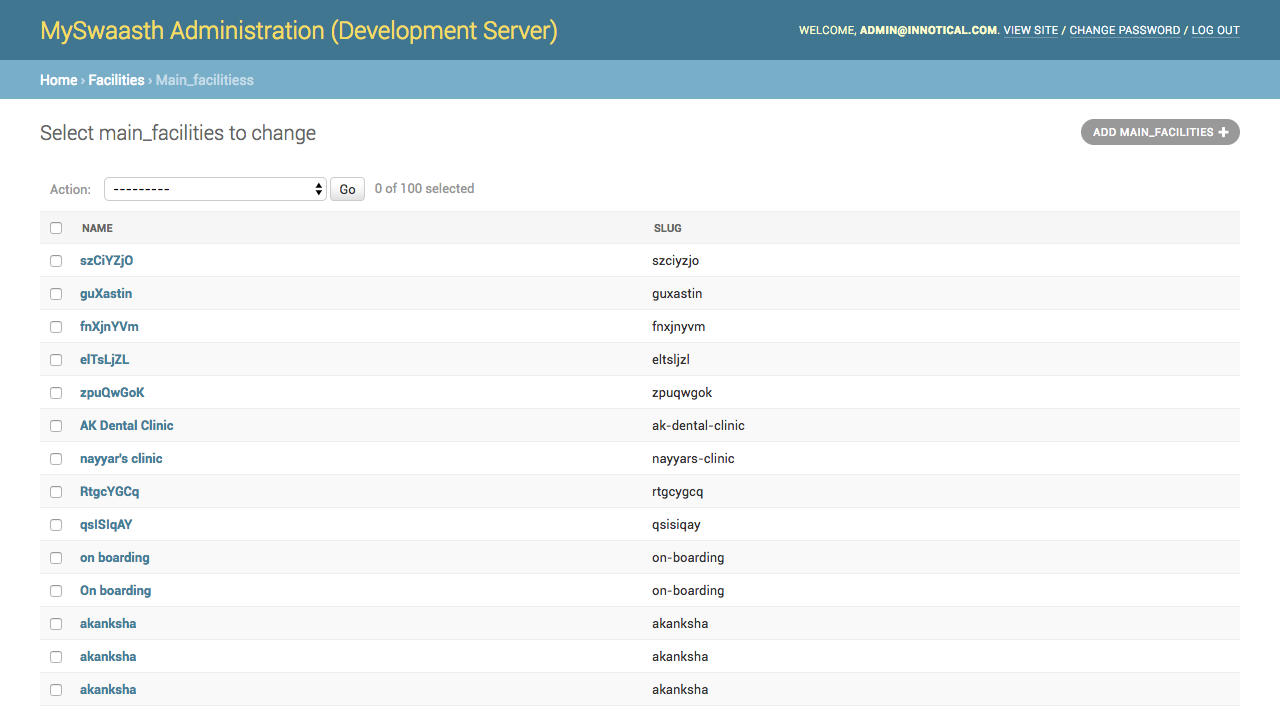 MySwaasth Administration (Development Server)
WELCOME, ADMIN@INNOTICAL.COM. VIEW SITE / CHANGE PASSWORD / LOG OUT
Home › Facilities › Main_facilitiess
Select main_facilities to change
ADD MAIN_FACILITIES +
Action: --------- Go 0 of 100 selected
NAME SLUG
szCiYZjO szciyzjo
guXastin guxastin
fnXjnYVm fnxjnyvm
elTsLjZL eltsljzl
zpuQwGoK zpuqwgok
AK Dental Clinic ak-dental-clinic
nayyar's clinic nayyars-clinic
RtgcYGCq rtgcygcq
qsISIqAY qsisiqay
on boarding on-boarding
On boarding on-boarding
akanksha akanksha
akanksha akanksha
akanksha akanksha